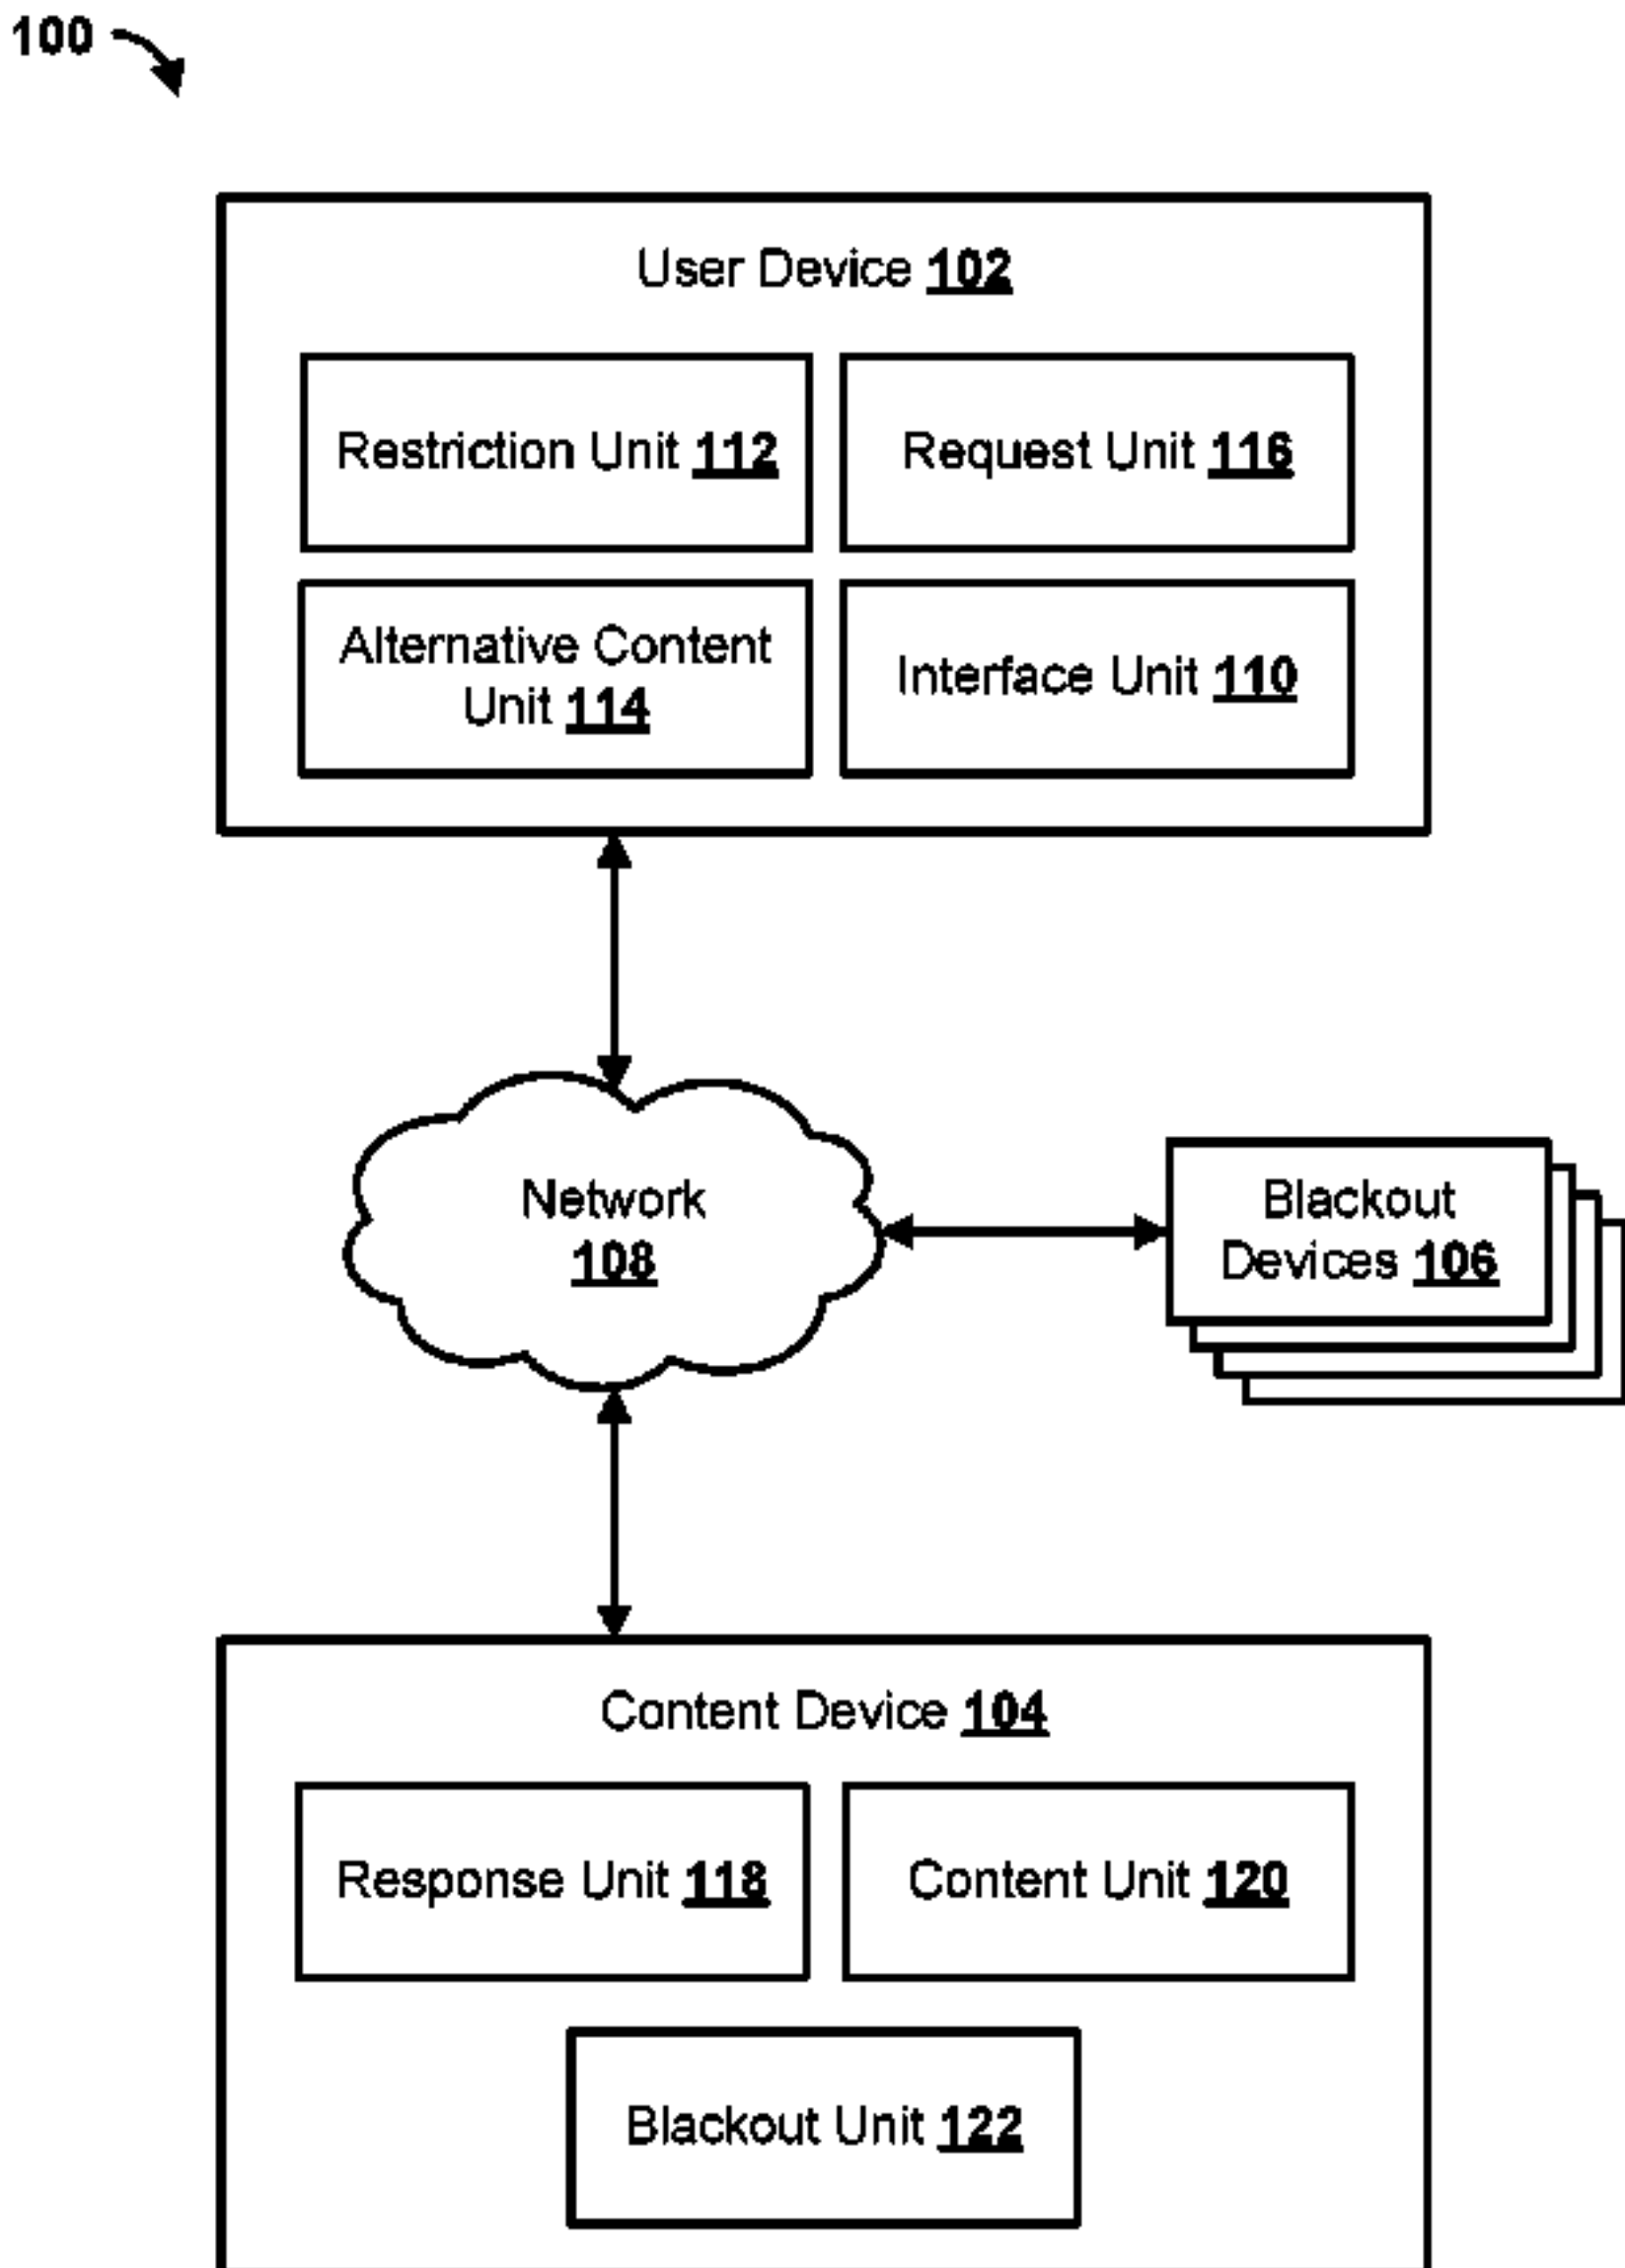 100
User Device 102
Restriction Unit 112
Request Unit 116
Alternative Content
Unit 114
Interface Unit 110
Network
108
Blackout
Devices 106
Content Device 104
Response Unit 118
Content Unit 120
Blackout Unit 122